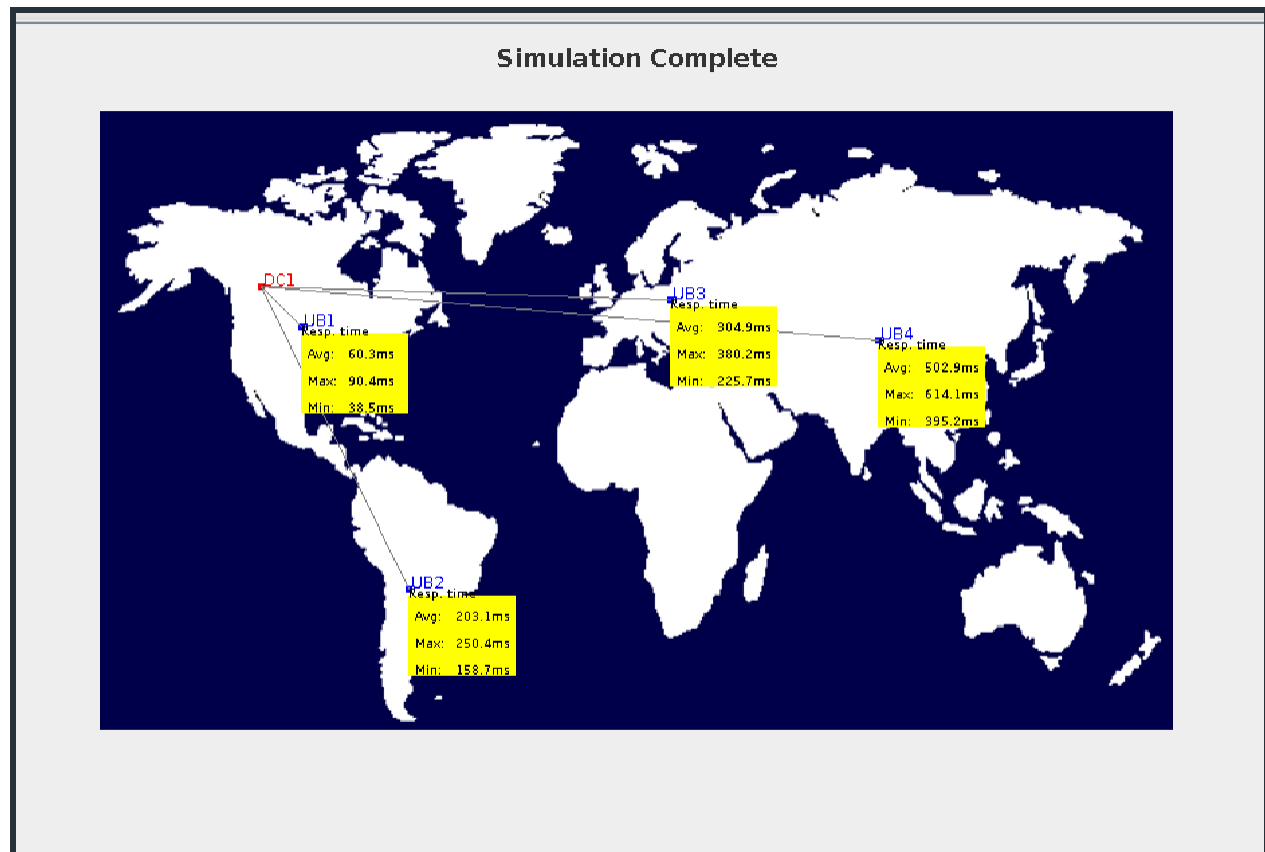 Simulation Complete
DC1
UB1
Resp. time
Avg: 60.3ms
Max: 90.4ms
Min: 38.5ms
UB3
Resp. time
Avg: 304.9ms
Max: 380.2ms
Min: 225.7ms
UB4
Resp. time
Avg: 502.9ms
Max: 614.1ms
Min: 395.2ms
UB2
Resp. time
Avg: 203.1ms
Max: 250.4ms
Min: 158.7ms